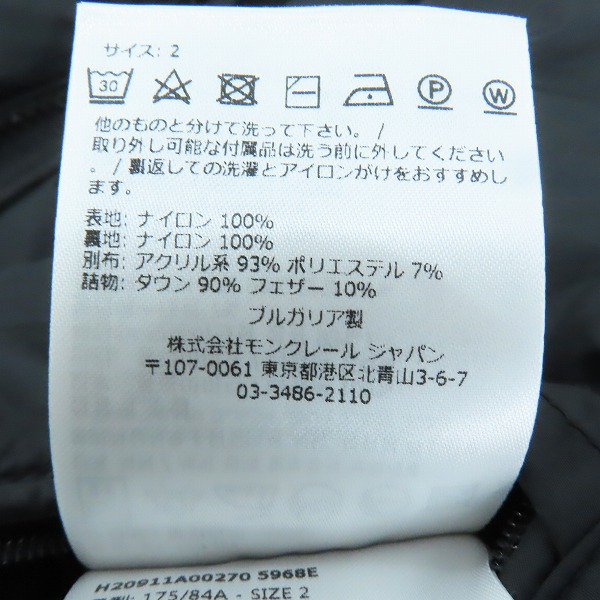 サイズ: 2
30 P W
他のものと分けて洗って下さい。/
取り外し可能な付属品は洗う前に外してください
。/ 裏返しての洗濯とアイロンがけをおすすめし
ます。
表地: ナイロン 100%
裏地: ナイロン 100%
別布: アクリル系 93% ポリエステル 7%
詰物: ダウン 90% フェザー 10%
ブルガリア製
株式会社モンクレール ジャパン
〒107-0061 東京都港区北青山3-6-7
03-3486-2110
H20911A00270 5968E
175/84A - SIZE 2